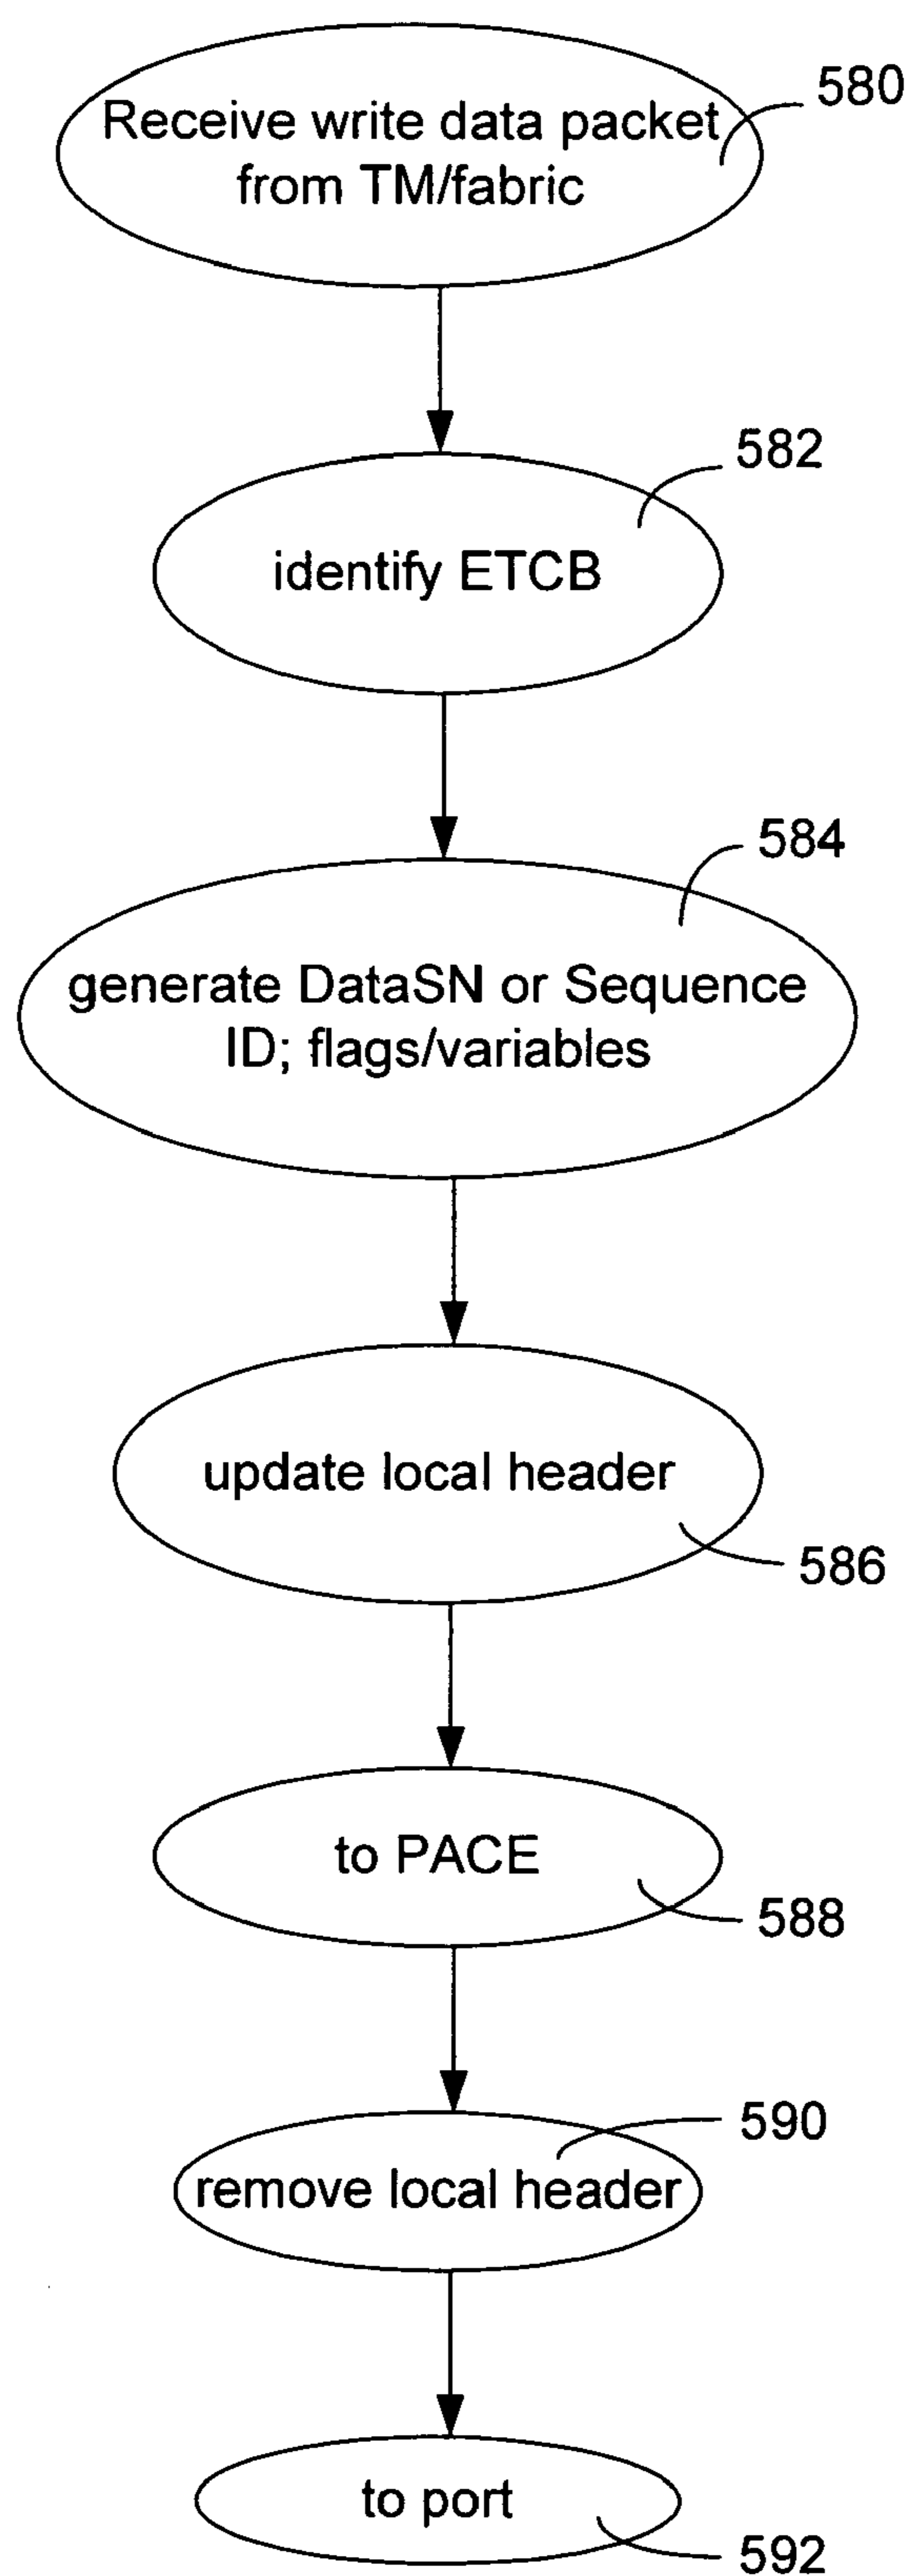 Receive write data packet
from TM/fabric
580
identify ETCB
582
generate DataSN or Sequence
ID; flags/variables
584
update local header
586
to PACE
588
remove local header
590
to port
592